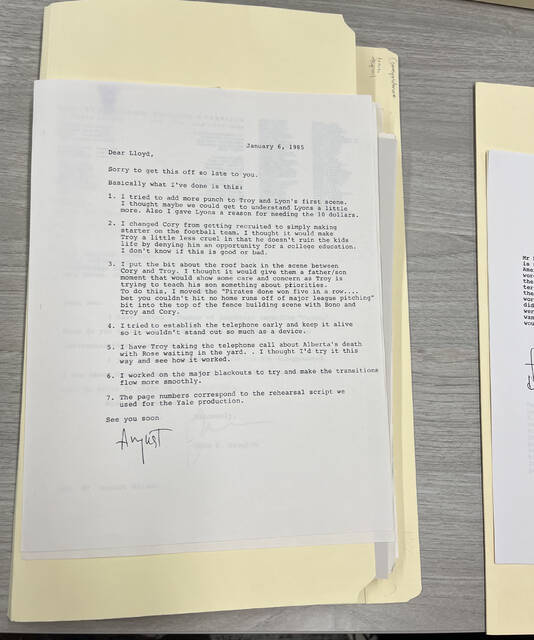 January 6, 1985
Dear Lloyd,
Sorry to get this off so late to you.
Basically what I've done is this:
1. I tried to add more punch to Troy and Lyon's first scene.
I thought maybe we could get to understand Lyons a little
more. Also I gave Lyons a reason for needing the 10 dollars.
2. I changed Cory from getting recruited to simply making
starter on the football team. I thought it would make
Troy a little less cruel in that he doesn't ruin the kids
life by denying him an opportunity for a college education.
I don't know if this is good or bad.
3. I put the bit about the roof back in the scene between
Cory and Troy. I thought it would give them a father/son
moment that would show some care and concern as Troy is
trying to teach his son something about priorities.
To do this, I moved the "Pirates done won five in a row....
bet you couldn't hit no home runs off of major league pitching"
bit into the top of the fence building scene with Bono and
Troy and Cory.
4. I tried to establish the telephone early and keep it alive
so it wouldn't stand out so much as a device.
5. I have Troy taking the telephone call about Alberta's death
with Rose waiting in the yard. . I thought I'd try it this
way and see how it worked.
6. I worked on the major blackouts to try and make the transitions
flow more smoothly.
7. The page numbers correspond to the rehearsal script we
used for the Yale production.
See you soon
August
Correspondence
Mr
is
Ame
wor
the
ter
the
wor
did
wor
van
wou